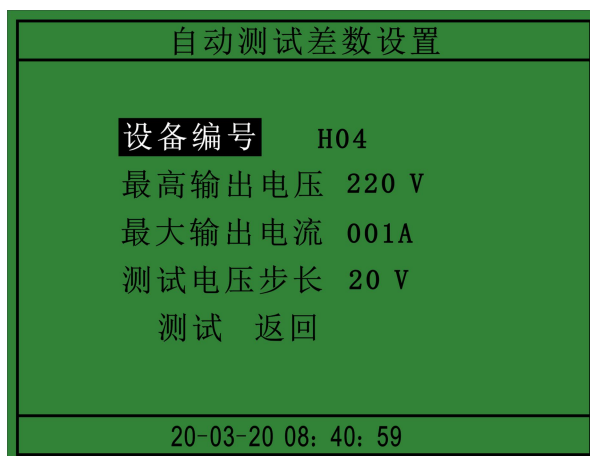 自动测试差数设置
设备编号 H04
最高输出电压 220 V
最大输出电流 001A
测试电压步长 20 V
测试 返回
20-03-20 08: 40: 59